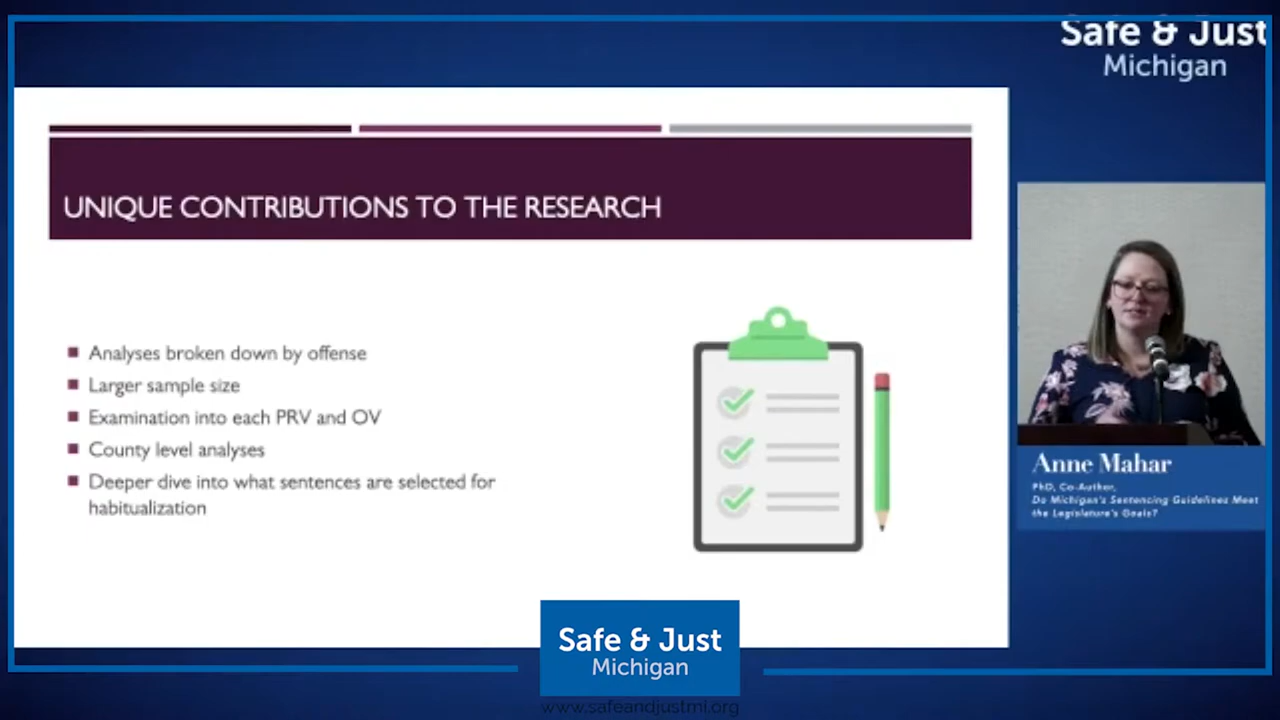 Safe & Just
Michigan
UNIQUE CONTRIBUTIONS TO THE RESEARCH
Analyses broken down by offense
Larger sample size
Examination into each PRV and OV
County level analyses
Deeper dive into what sentences are selected for
habitualization
Anne Mahar
PhD, Co-Author,
Do Michigan's Sentencing Guidelines Meet
the Legislature's Goals?
Safe & Just
Michigan
www.safeandjustmi.org